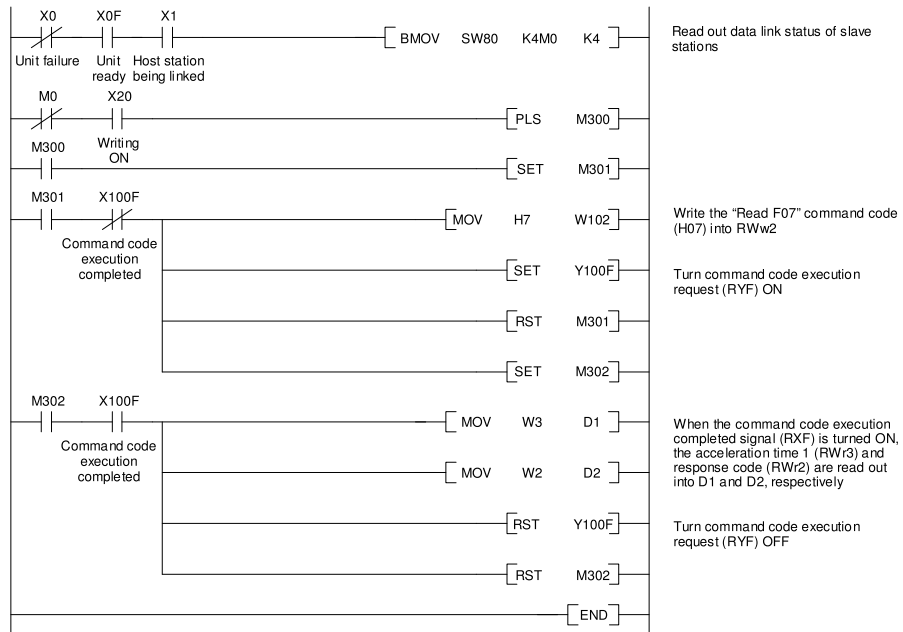 X0 X0F X1
BMOV SW80 K4M0 K4
Read out data link status of slave
stations
Unit failure Unit Host station
ready being linked
M0 X20
PLS M300
Writing
ON
M300
SET M301
M301 X100F
MOV H7 W102
Write the “Read F07” command code
(H07) into RWw2
Command code
execution
completed
SET Y100F
Turn command code execution
request (RYF) ON
RST M301
SET M302
M302 X100F
MOV W3 D1
When the command code execution
completed signal (RXF) is turned ON,
the acceleration time 1 (RWr3) and
response code (RWr2) are read out
into D1 and D2, respectively
Command code
execution
completed
MOV W2 D2
RST Y100F
Turn command code execution
request (RYF) OFF
RST M302
END